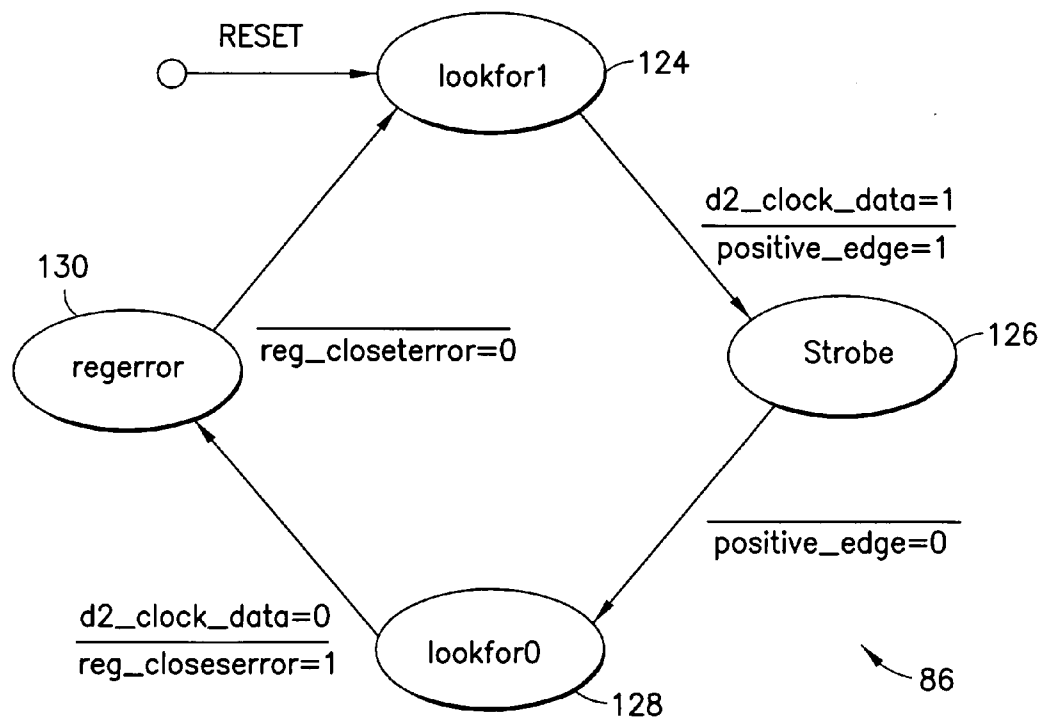 RESET
lookfor1
124
d2_clock_data=1
positive_edge=1
130
regerror
reg_closeterror=0
Strobe
126
positive_edge=0
d2_clock_data=0
reg_closeserror=1
lookfor0
128
86